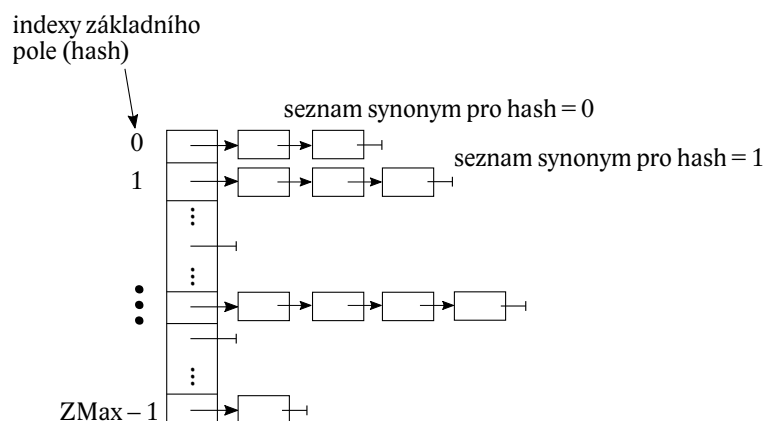 indexy základního
pole (hash)
seznam synonym pro hash = 0
0
seznam synonym pro hash = 1
1
ZMax – 1